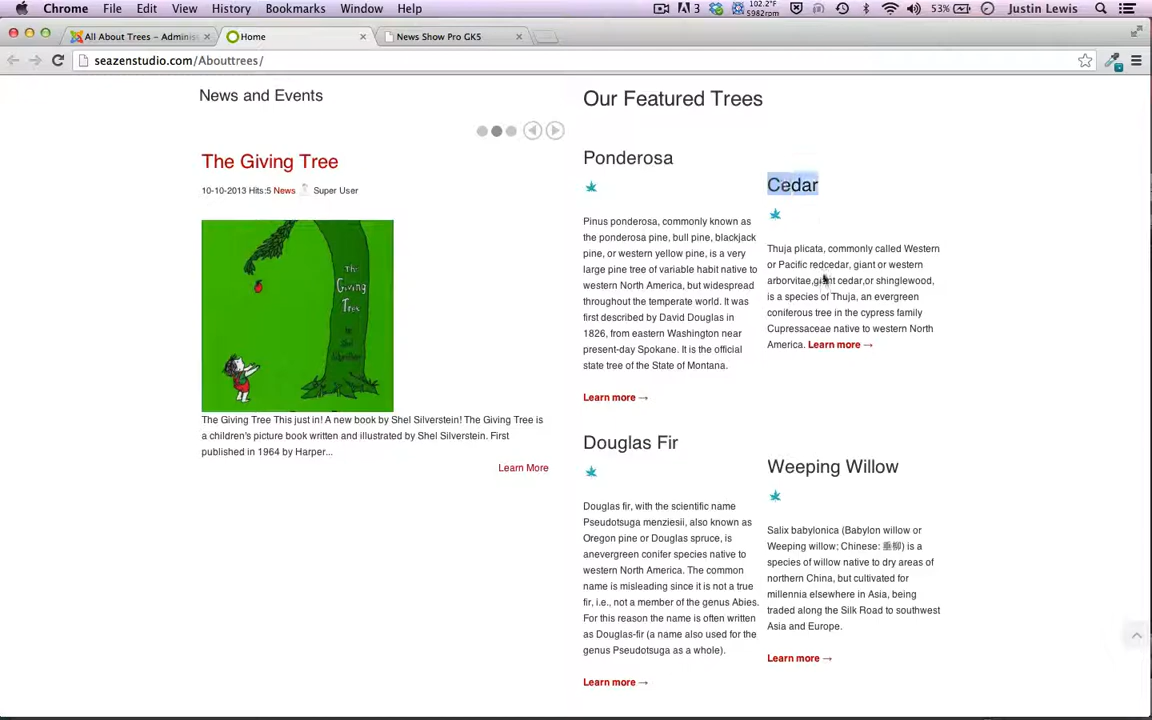 Chrome File Edit View History Bookmarks Window Help 3 102.2°F 5982rpm 53% Justin Lewis
All About Trees – Adminis
Home
News Show Pro GK5
seazenstudio.com/Abouttrees/
News and Events
The Giving Tree
10-10-2013 Hits:5 News Super User
The
Giving
Tree
The Giving Tree This just in! A new book by Shel Silverstein! The Giving Tree is
a children's picture book written and illustrated by Shel Silverstein. First
published in 1964 by Harper...
Learn More
Our Featured Trees
Ponderosa
Pinus ponderosa, commonly known as
the ponderosa pine, bull pine, blackjack
pine, or western yellow pine, is a very
large pine tree of variable habit native to
western North America, but widespread
throughout the temperate world. It was
first described by David Douglas in
1826, from eastern Washington near
present-day Spokane. It is the official
state tree of the State of Montana.
Learn more →
Cedar
Thuja plicata, commonly called Western
or Pacific redcedar, giant or western
arborvitae,giant cedar,or shinglewood,
is a species of Thuja, an evergreen
coniferous tree in the cypress family
Cupressaceae native to western North
America. Learn more →
Douglas Fir
Douglas fir, with the scientific name
Pseudotsuga menziesii, also known as
Oregon pine or Douglas spruce, is
anevergreen conifer species native to
western North America. The common
name is misleading since it is not a true
fir, i.e., not a member of the genus Abies.
For this reason the name is often written
as Douglas-fir (a name also used for the
genus Pseudotsuga as a whole).
Learn more →
Weeping Willow
Salix babylonica (Babylon willow or
Weeping willow; Chinese: 垂柳) is a
species of willow native to dry areas of
northern China, but cultivated for
millennia elsewhere in Asia, being
traded along the Silk Road to southwest
Asia and Europe.
Learn more →